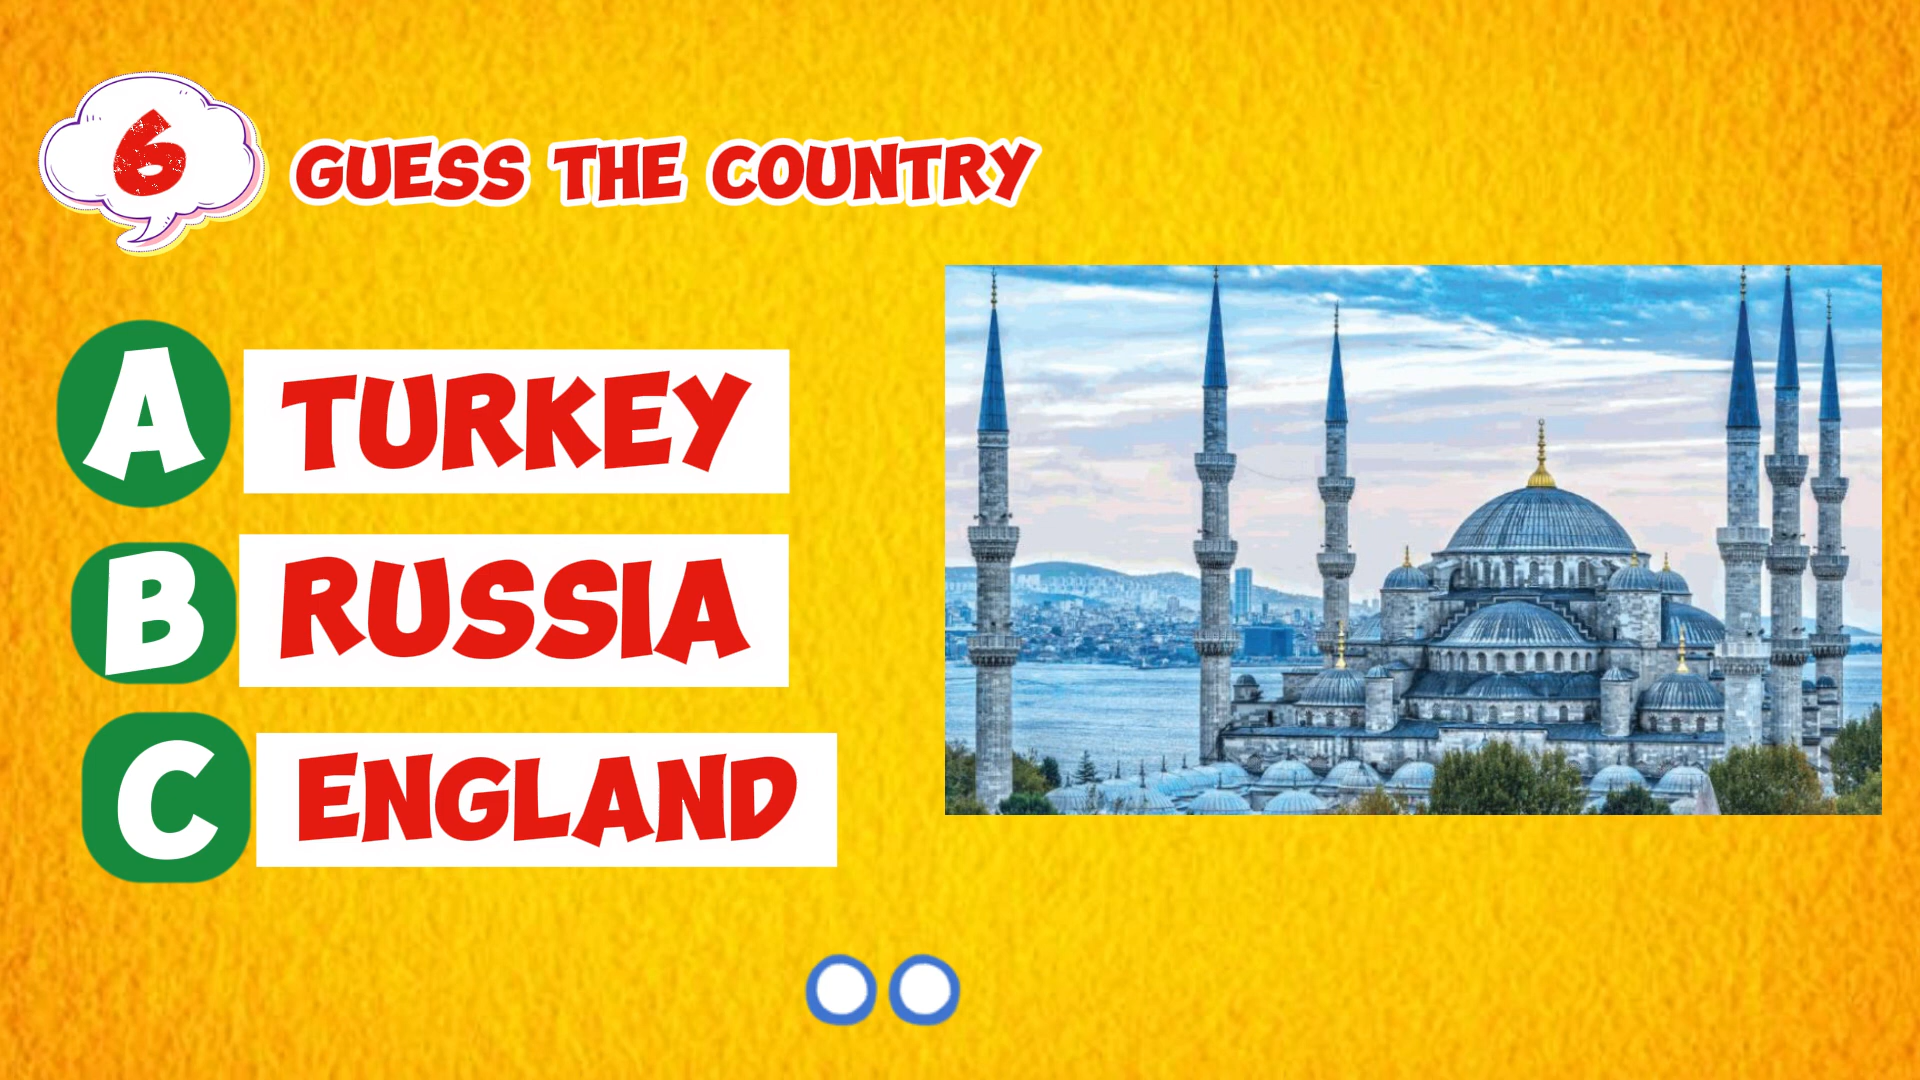 6
GUESS THE COUNTRY
A TURKEY
B RUSSIA
C ENGLAND